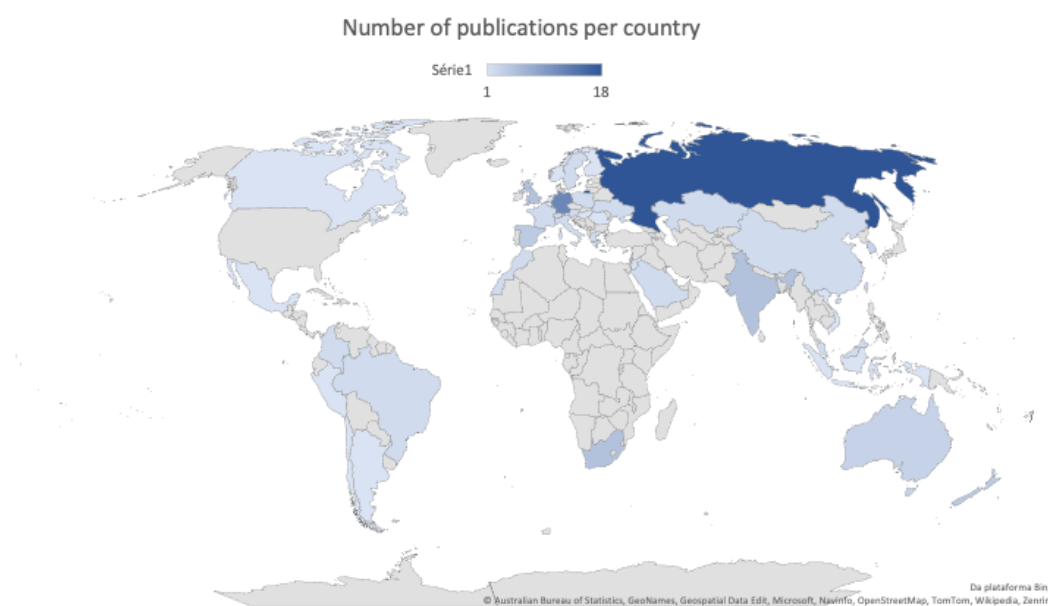 Number of publications per country
Série1
1 18
Da plataforma Bin
© Australian Bureau of Statistics, GeoNames, Geospatial Data Edit, Microsoft, Navinfo, OpenStreetMap, TomTom, Wikipedia, Zenrin